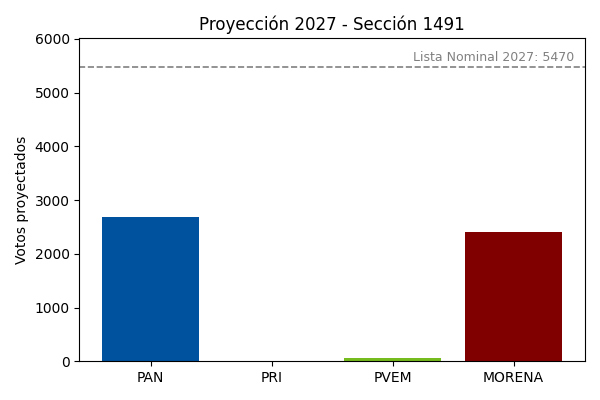 Proyección 2027 - Sección 1491
Votos proyectados
6000
5000
4000
3000
2000
1000
0
Lista Nominal 2027: 5470
PAN
PRI
PVEM
MORENA